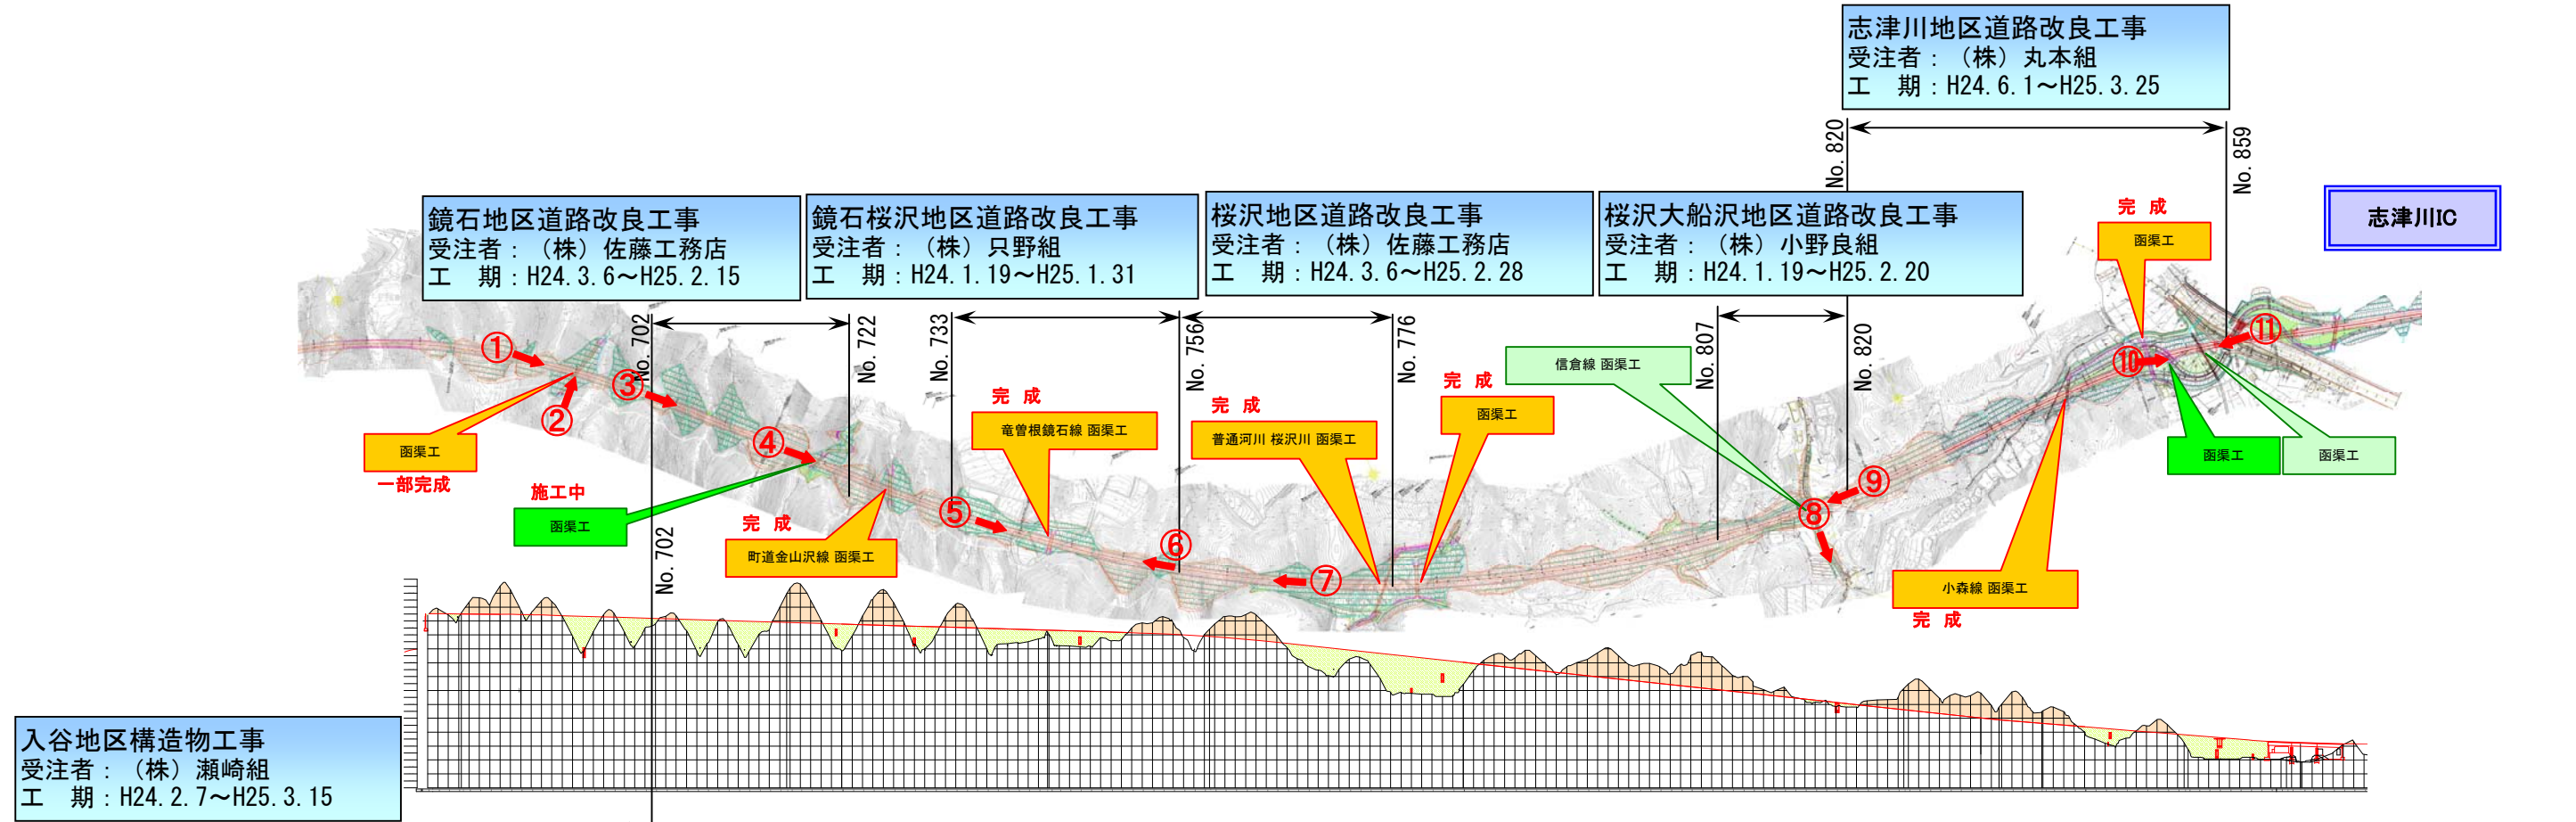 志津川地区道路改良工事
受注者：（株）丸本組
工　期：H24.6.1～H25.3.25
No.820
No.859
志津川IC
鏡石地区道路改良工事
受注者：（株）佐藤工務店
工　期：H24.3.6～H25.2.15
鏡石桜沢地区道路改良工事
受注者：（株）只野組
工　期：H24.1.19～H25.1.31
桜沢地区道路改良工事
受注者：（株）佐藤工務店
工　期：H24.3.6～H25.2.28
桜沢大船沢地区道路改良工事
受注者：（株）小野良組
工　期：H24.1.19～H25.2.20
完 成
函渠工
No.702
No.722
No.733
No.756
No.776
No.807
No.820
①
②
③
④
⑤
⑥
⑦
⑧
⑨
⑩
⑪
函渠工
一部完成
施工中
函渠工
完 成
町道金山沢線 函渠工
完 成
竜曽根鏡石線 函渠工
完 成
普通河川 桜沢川 函渠工
完 成
函渠工
信倉線 函渠工
小森線 函渠工
完 成
函渠工
函渠工
No.702
入谷地区構造物工事
受注者：（株）瀬崎組
工　期：H24.2.7～H25.3.15